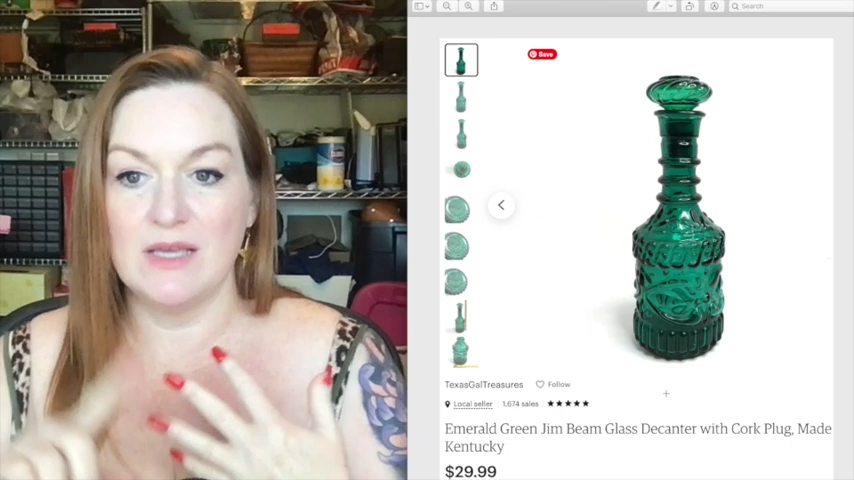 Search
Save
TexasGalTreasures
Follow
Local seller
1,674 sales
Emerald Green Jim Beam Glass Decanter with Cork Plug, Made
Kentucky
$29.99